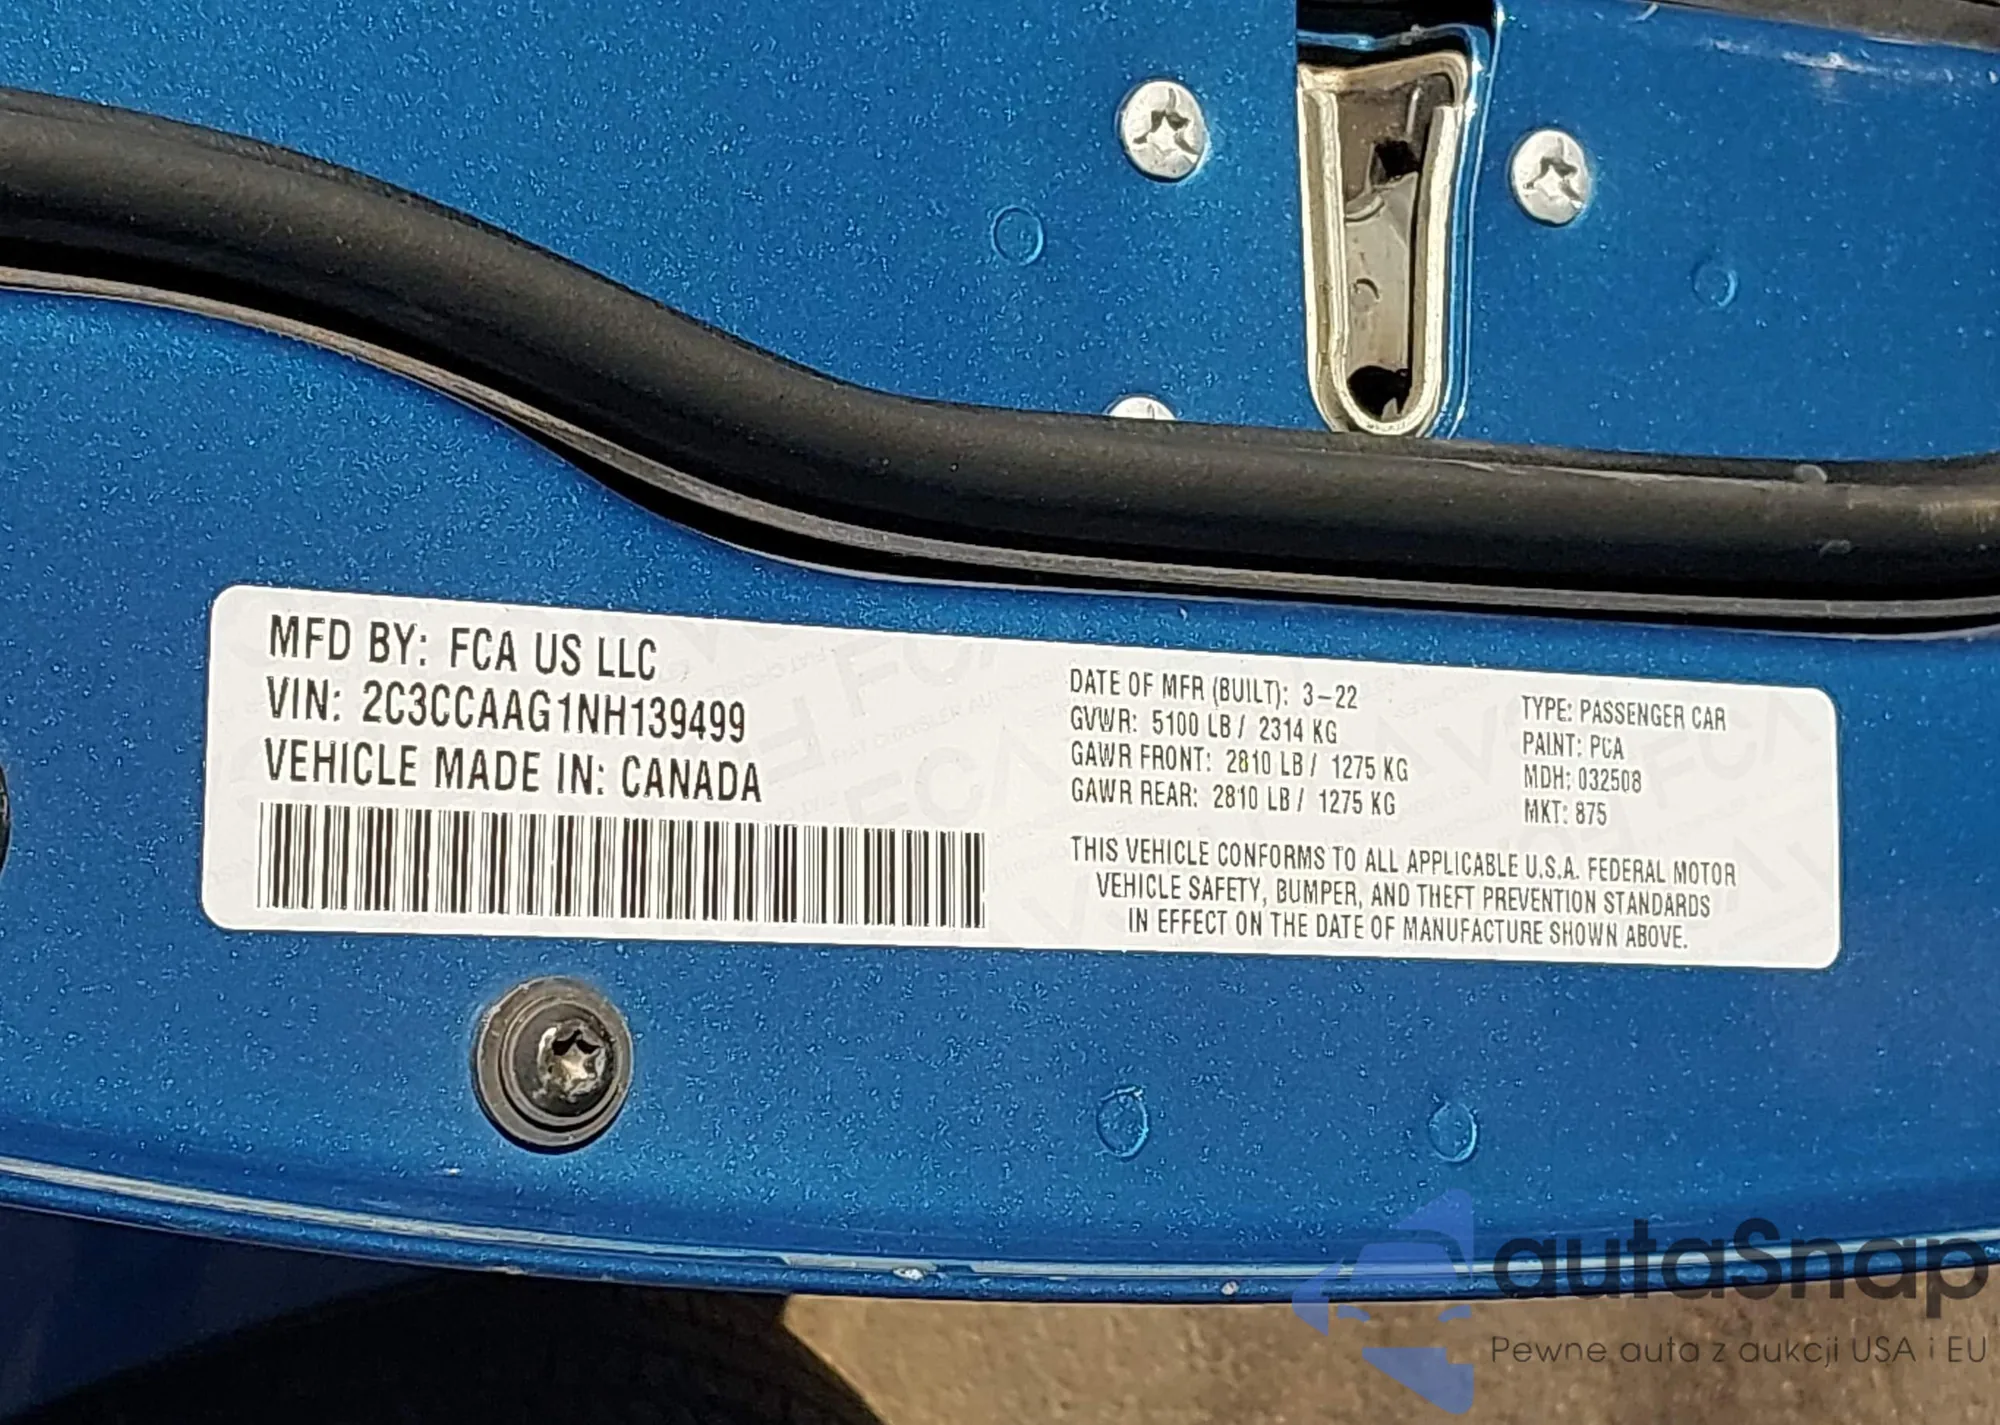 MFD BY: FCA US LLC
VIN: 2C3CCAAG1NH139499
VEHICLE MADE IN: CANADA
DATE OF MFR (BUILT): 3-22
GVWR: 5100 LB / 2314 KG
GAWR FRONT: 2810 LB / 1275 KG
GAWR REAR: 2810 LB / 1275 KG
TYPE: PASSENGER CAR
PAINT: PCA
MDH: 032508
MKT: 875
THIS VEHICLE CONFORMS TO ALL APPLICABLE U.S.A. FEDERAL MOTOR
VEHICLE SAFETY, BUMPER, AND THEFT PREVENTION STANDARDS
IN EFFECT ON THE DATE OF MANUFACTURE SHOWN ABOVE.
autaSnap
Pewne auta z aukcji USA i EU